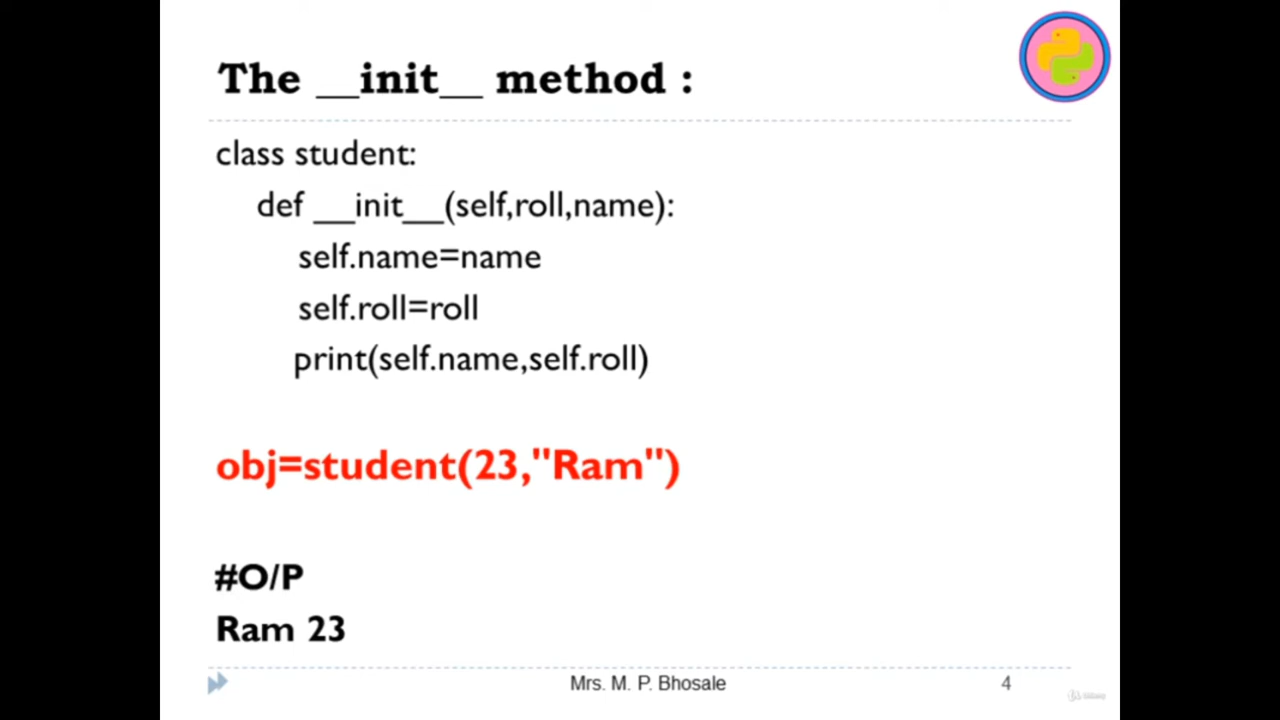 The __init__ method :
class student:
def __init__(self,roll,name):
self.name=name
self.roll=roll
print(self.name,self.roll)
obj=student(23,"Ram")
#O/P
Ram 23
Mrs. M. P. Bhosale
4